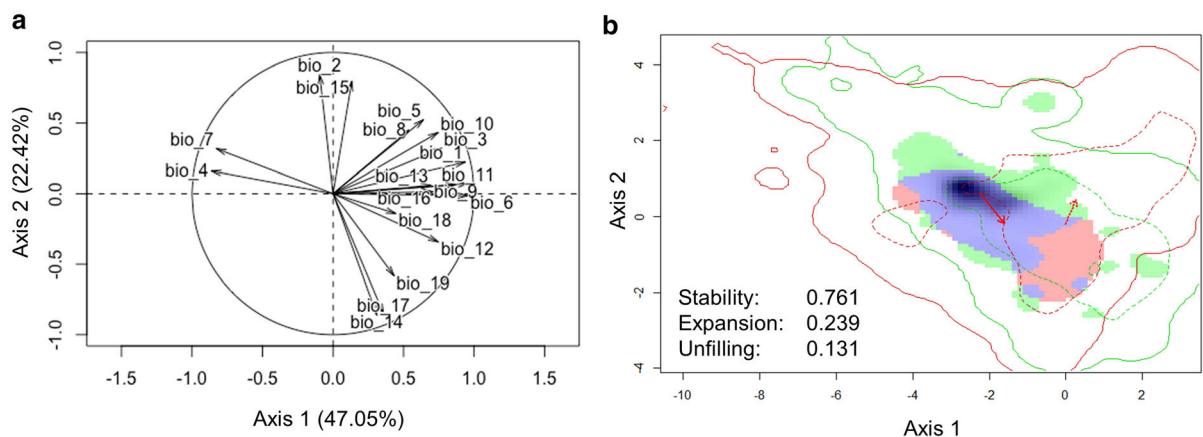 a
Axis 2 (22.42%)
1.0
0.5
0.0
-0.5
-1.0
bio_2
bio_15
bio_5
bio_8
bio_10
bio_3
bio_7
bio_1
bio_4
bio_13
bio_11
bio_9
bio_16
bio_6
bio_18
bio_12
bio_19
bio_17
bio_14
-1.5 -1.0 -0.5 0.0 0.5 1.0 1.5
Axis 1 (47.05%)
b
Axis 2
4
2
0
-2
-4
Stability: 0.761
Expansion: 0.239
Unfilling: 0.131
-10 -8 -6 -4 -2 0 2
Axis 1